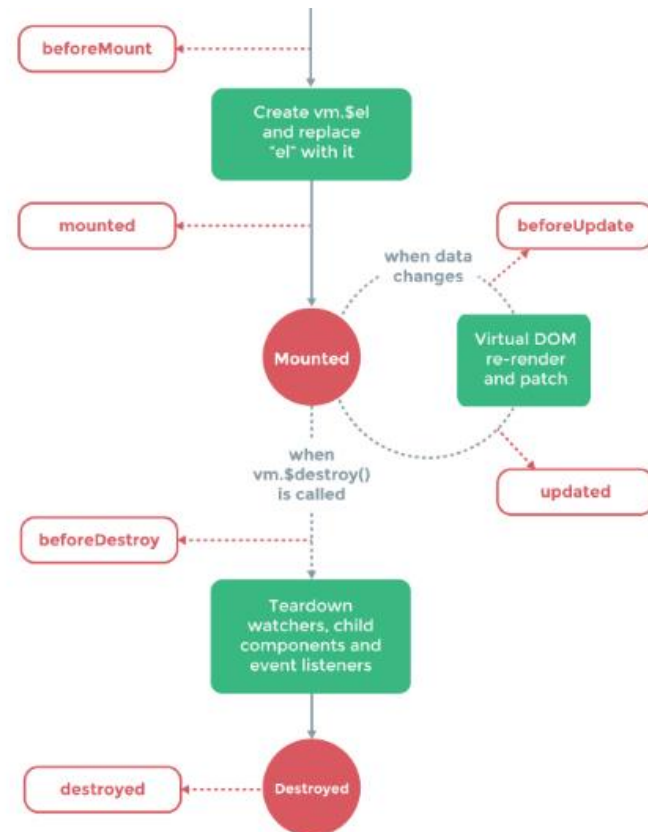 beforeMount
Create vm.$el
and replace
"el" with it
mounted
beforeUpdate
when data
changes
Mounted
Virtual DOM
re-render
and patch
when
vm.$destroy()
is called
updated
beforeDestroy
Teardown
watchers, child
components and
event listeners
destroyed
Destroyed